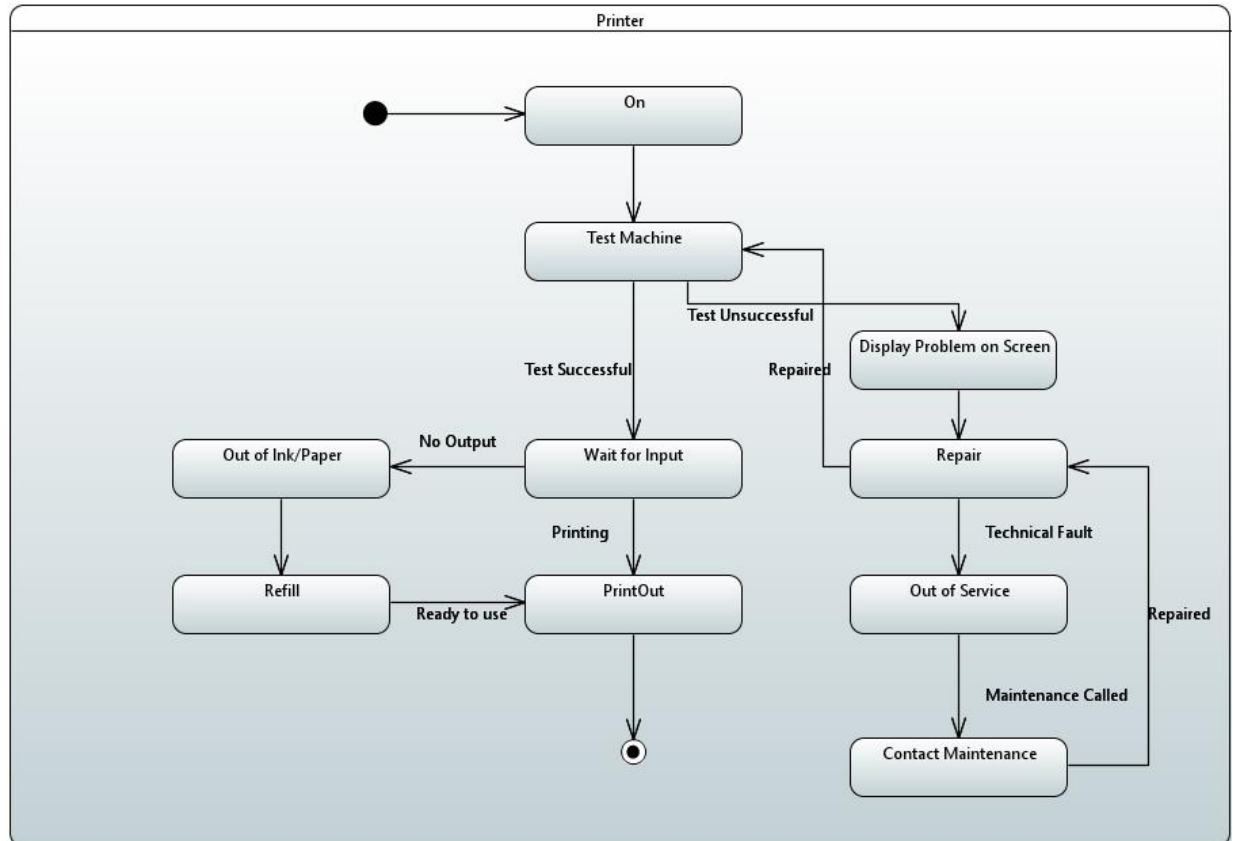 Printer
On
Test Machine
Test Unsuccessful
Display Problem on Screen
Test Successful
Repaired
No Output
Out of Ink/Paper
Wait for Input
Repair
Printing
Technical Fault
Refill
Ready to use
PrintOut
Out of Service
Repaired
Maintenance Called
Contact Maintenance